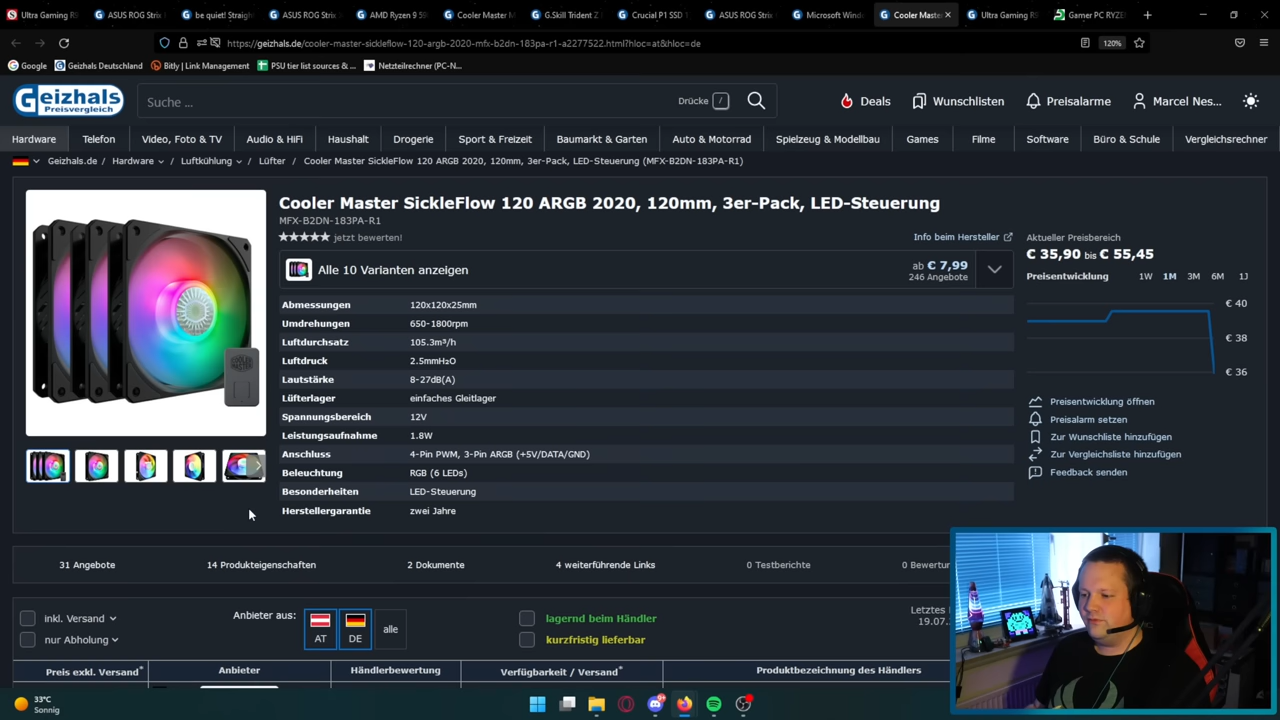 Ultra Gaming RS
ASUS ROG Strix
be quiet! Straigh
ASUS ROG Strix
AMD Ryzen 9 59
Cooler Master M
G.Skill Trident Z
Crucial P1 SSD 1
ASUS ROG Strix
Microsoft Wind
Cooler Master
Ultra Gaming RS
Gamer PC RYZE
https://geizhals.de/cooler-master-sickleflow-120-argb-2020-mfx-b2dn-183pa-r1-a2277522.html?hloc=at&hloc=de
120%
Google
Geizhals Deutschland
Bitly | Link Management
PSU tier list sources & ...
Netzteilrechner (PC-N...
Geizhals
Preisvergleich
Suche ...
Drücke /
Deals
Wunschlisten
Preisalarme
Marcel Nes...
Hardware
Telefon
Video, Foto & TV
Audio & HiFi
Haushalt
Drogerie
Sport & Freizeit
Baumarkt & Garten
Auto & Motorrad
Spielzeug & Modellbau
Games
Filme
Software
Büro & Schule
Vergleichsrechner
Geizhals.de / Hardware / Luftkühlung / Lüfter / Cooler Master SickleFlow 120 ARGB 2020, 120mm, 3er-Pack, LED-Steuerung (MFX-B2DN-183PA-R1)
Cooler Master SickleFlow 120 ARGB 2020, 120mm, 3er-Pack, LED-Steuerung
MFX-B2DN-183PA-R1
jetzt bewerten!
Info beim Hersteller
Alle 10 Varianten anzeigen
ab € 7,99
246 Angebote
Abmessungen 120x120x25mm
Umdrehungen 650-1800rpm
Luftdurchsatz 105.3m³/h
Luftdruck 2.5mmH₂O
Lautstärke 8-27dB(A)
Lüfterlager einfaches Gleitlager
Spannungsbereich 12V
Leistungsaufnahme 1.8W
Anschluss 4-Pin PWM, 3-Pin ARGB (+5V/DATA/GND)
Beleuchtung RGB (6 LEDs)
Besonderheiten LED-Steuerung
Herstellergarantie zwei Jahre
Aktueller Preisbereich
€ 35,90 bis € 55,45
Preisentwicklung 1W 1M 3M 6M 1J
€ 40
€ 38
€ 36
Preisentwicklung öffnen
Preisalarm setzen
Zur Wunschliste hinzufügen
Zur Vergleichsliste hinzufügen
Feedback senden
31 Angebote
14 Produkteigenschaften
2 Dokumente
4 weiterführende Links
0 Testberichte
0 Bewertun
inkl. Versand
nur Abholung
Anbieter aus:
AT
DE
alle
lagernd beim Händler
kurzfristig lieferbar
Letztes
19.07.
Preis exkl. Versand*
Anbieter
Händlerbewertung
Verfügbarkeit / Versand*
Produktbezeichnung des Händlers
33°C
Sonnig